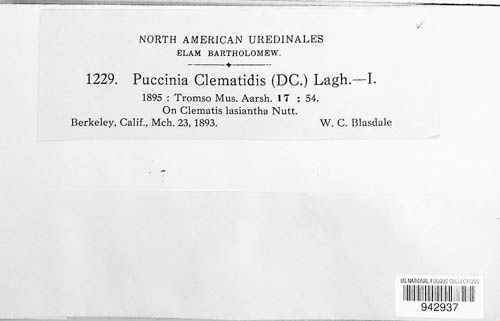 NORTH AMERICAN UREDINALES
ELAM BARTHOLOMEW.
1229. Puccinia Clematidis (DC.) Lagh.—I.
1895 : Tromso Mus. Aarsh. 17 : 54.
On Clematis lasiantha Nutt.
Berkeley, Calif., Mch. 23, 1893. W. C. Blasdale
US NATIONAL FUNGUS COLLECTIONS
942937